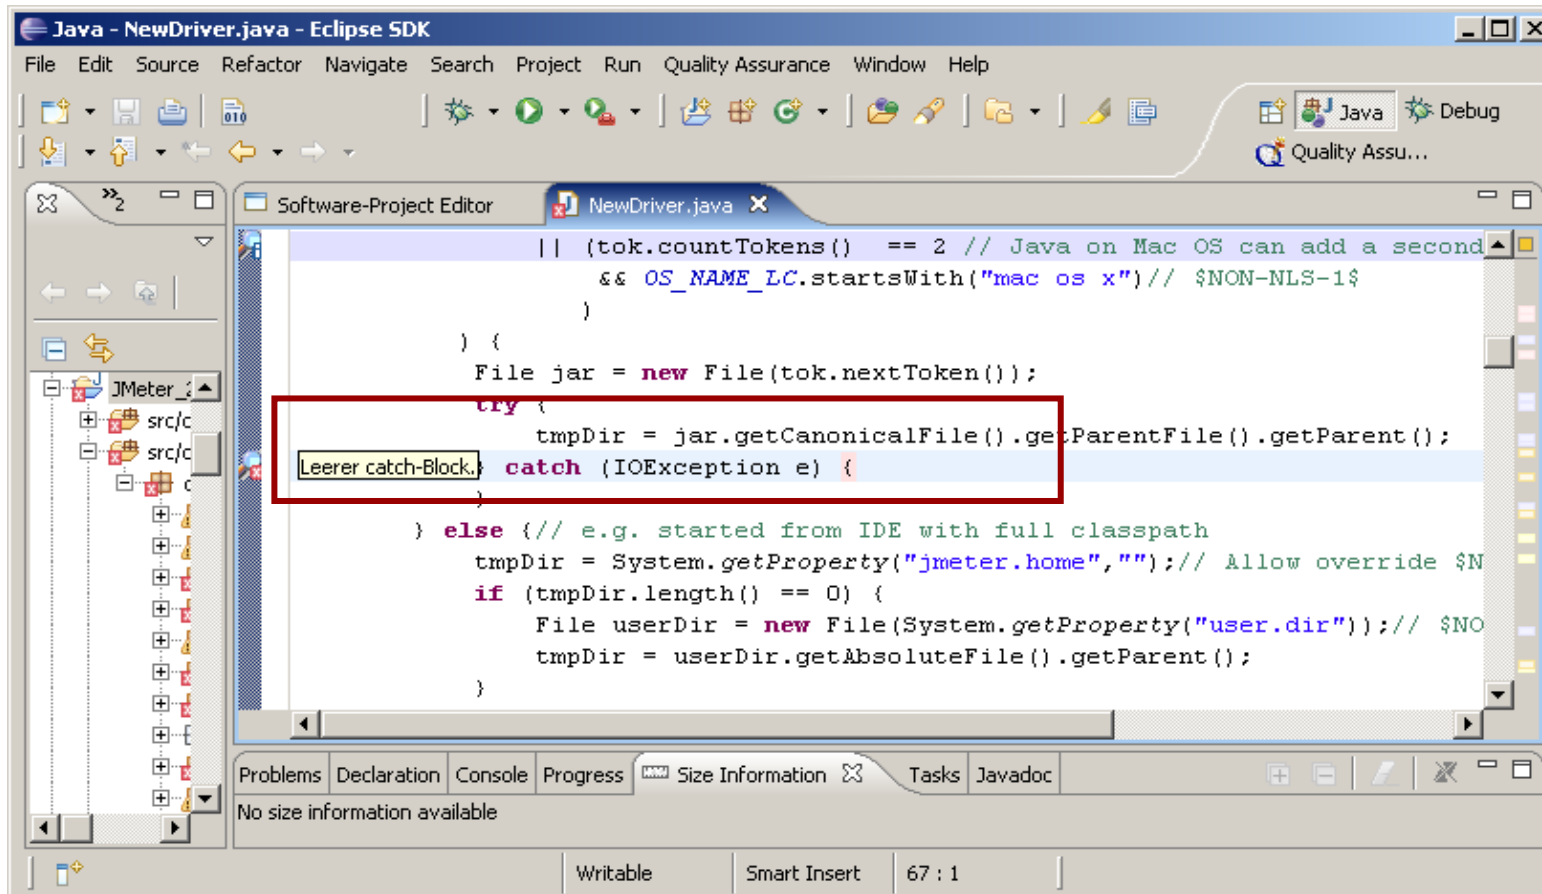 Java - NewDriver.java - Eclipse SDK
File Edit Source Refactor Navigate Search Project Run Quality Assurance Window Help
010
Java
Debug
Quality Assu...
»2
Software-Project Editor
NewDriver.java
|| (tok.countTokens() == 2 // Java on Mac OS can add a second
&& OS_NAME_LC.startsWith("mac os x")// $NON-NLS-1$
)
) {
File jar = new File(tok.nextToken());
try {
tmpDir = jar.getCanonicalFile().getParentFile().getParent();
Leerer catch-Block.
} catch (IOException e) {
}
} else {// e.g. started from IDE with full classpath
tmpDir = System.getProperty("jmeter.home","");// Allow override $N
if (tmpDir.length() == 0) {
File userDir = new File(System.getProperty("user.dir"));// $NO
tmpDir = userDir.getAbsoluteFile().getParent();
}
JMeter_
src/c
src/c
Problems Declaration Console Progress Size Information Tasks Javadoc
No size information available
Writable Smart Insert 67 : 1